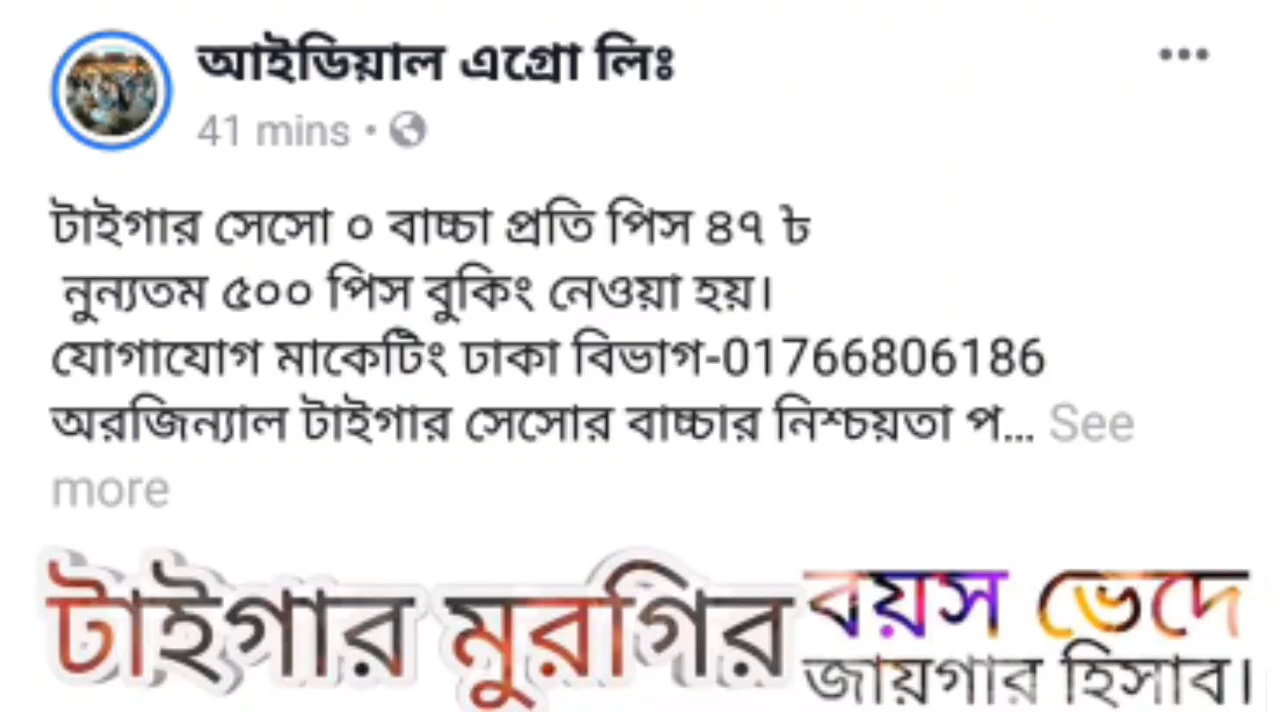 আইডিয়াল এগ্রো লিঃ
41 mins •
টাইগার সেসো ০ বাচ্চা প্রতি পিস ৪৭ ৳
নুন্যতম ৫০০ পিস বুকিং নেওয়া হয়।
যোগাযোগ মাকেটিং ঢাকা বিভাগ-01766806186
অরজিন্যাল টাইগার সেসোর বাচ্চার নিশ্চয়তা প... See
more
টাইগার মুরগির বয়স ভেদে
জায়গার হিসাব।